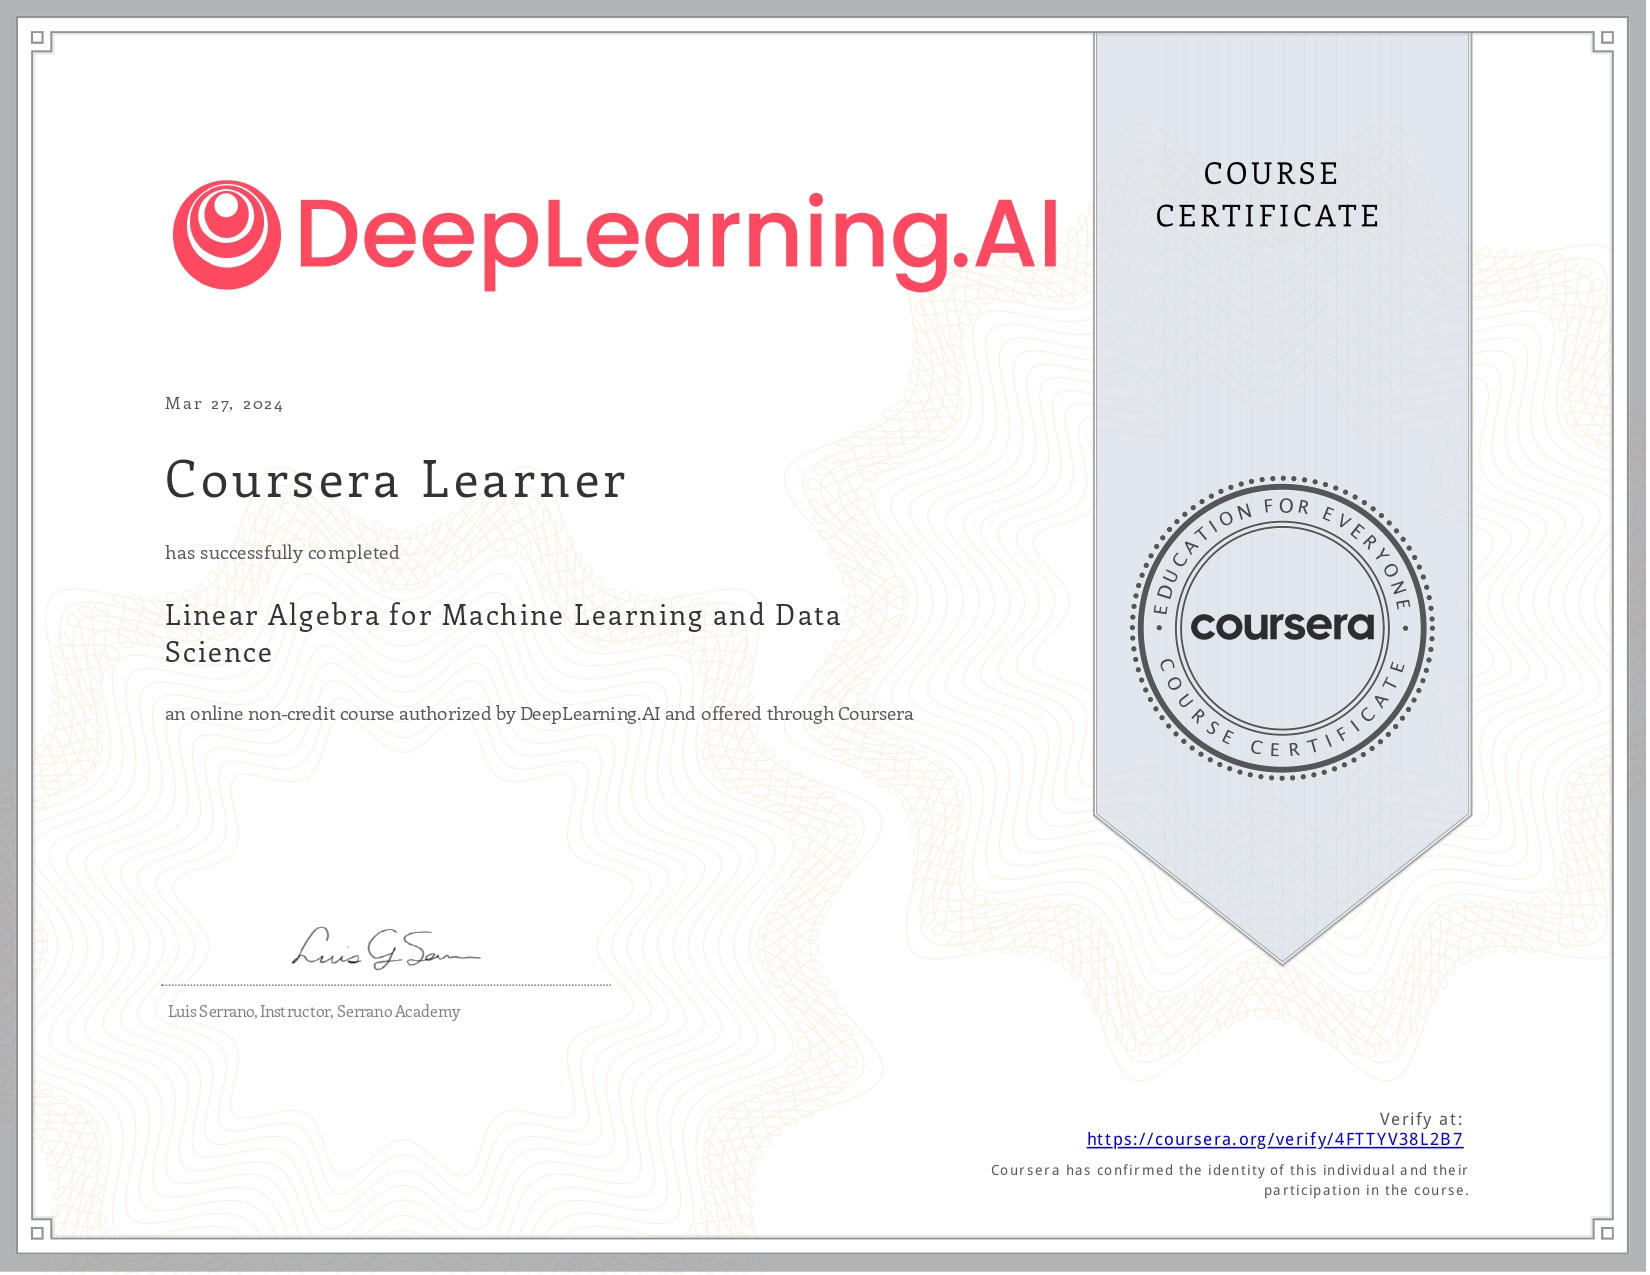 DeepLearning.AI
COURSE
CERTIFICATE
Mar 27, 2024
Coursera Learner
has successfully completed
Linear Algebra for Machine Learning and Data
Science
an online non-credit course authorized by DeepLearning.AI and offered through Coursera
EDUCATION FOR EVERYONE
coursera
COURSE CERTIFICATE
Luis G Serr
Luis Serrano, Instructor, Serrano Academy
Verify at:
https://coursera.org/verify/4FTTYV38L2B7
Coursera has confirmed the identity of this individual and their
participation in the course.